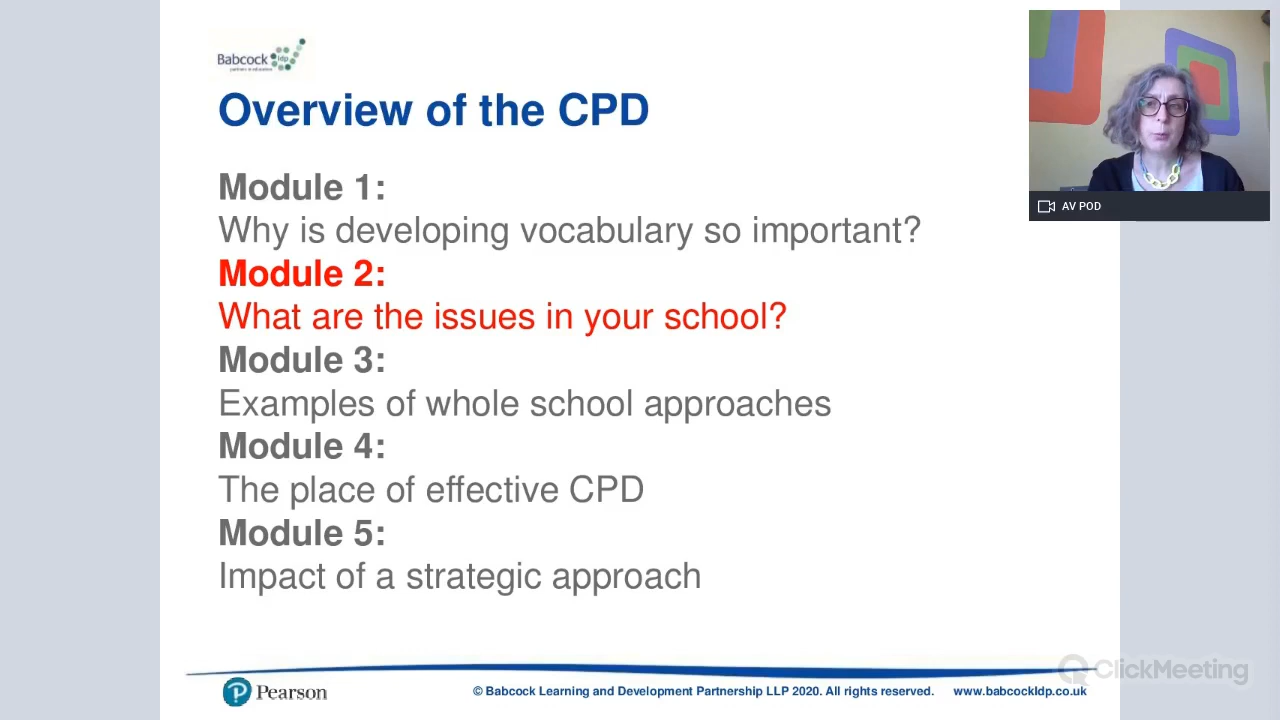 Babcock ldp
partners in education
Overview of the CPD
AV POD
Module 1:
Why is developing vocabulary so important?
Module 2:
What are the issues in your school?
Module 3:
Examples of whole school approaches
Module 4:
The place of effective CPD
Module 5:
Impact of a strategic approach
ClickMeeting
Pearson
© Babcock Learning and Development Partnership LLP 2020. All rights reserved. www.babcockldp.co.uk